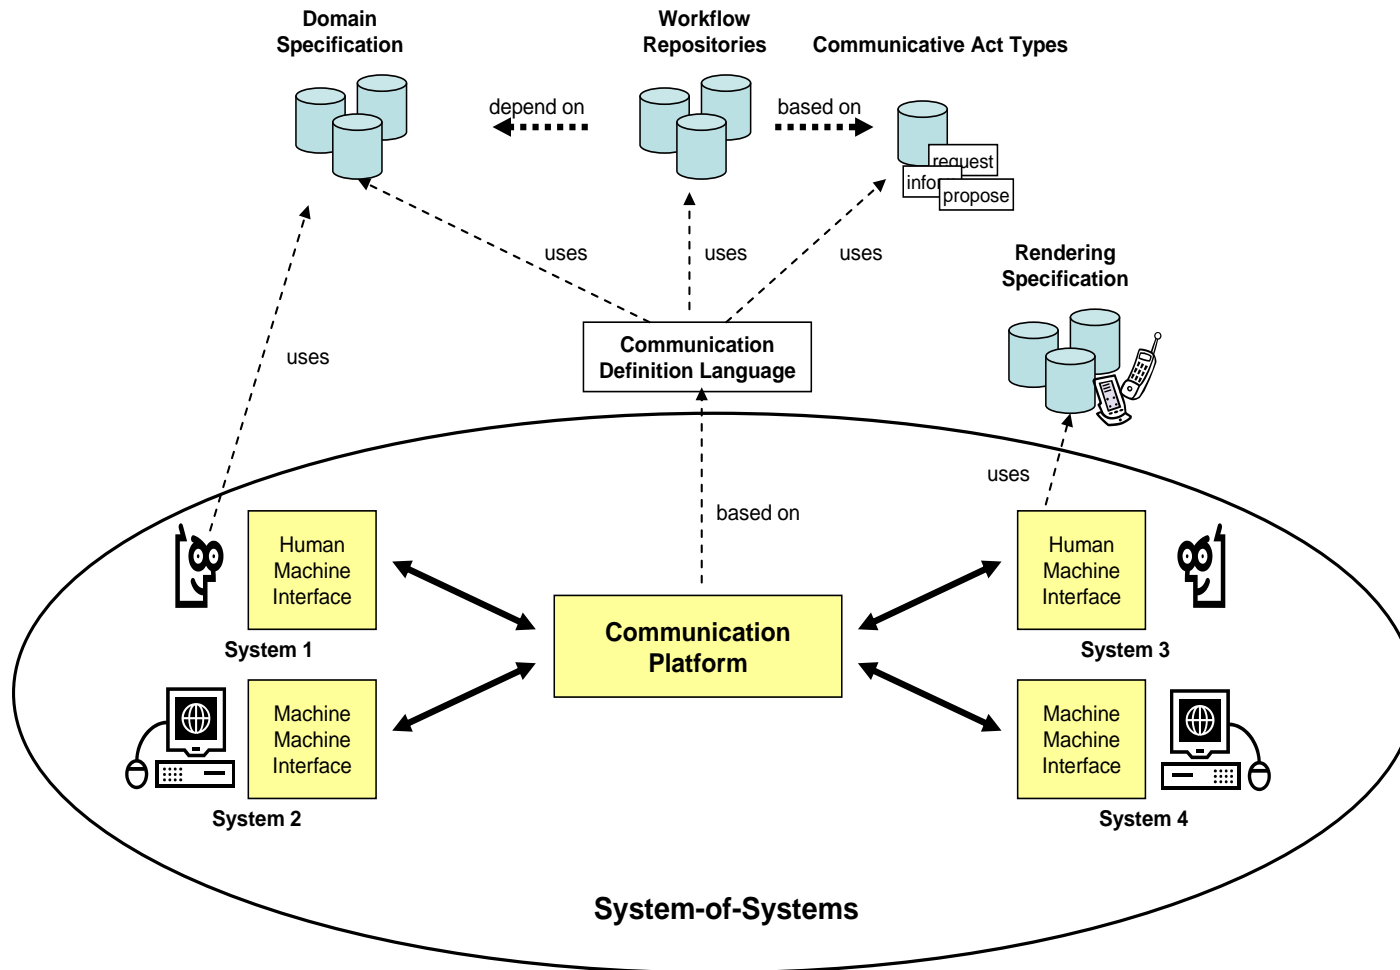 Domain
Specification
Workflow
Repositories
Communicative Act Types
depend on
based on
request
propose
uses
uses
uses
Rendering
Specification
uses
Communication
Definition Language
uses
based on
Human
Machine
Interface
System 1
Human
Machine
Interface
System 3
Communication
Platform
Machine
Machine
Interface
System 2
Machine
Machine
Interface
System 4
System-of-Systems